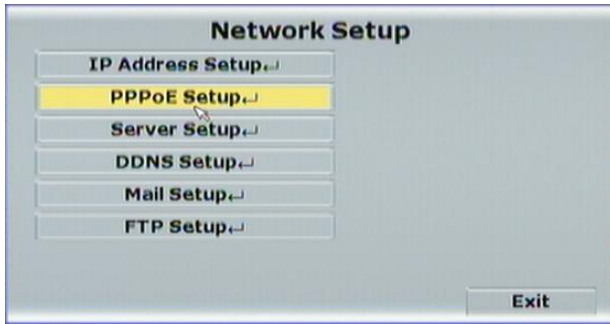 Network Setup
IP Address Setup↵
PPPoE Setup↵
Server Setup↵
DDNS Setup↵
Mail Setup↵
FTP Setup↵
Exit